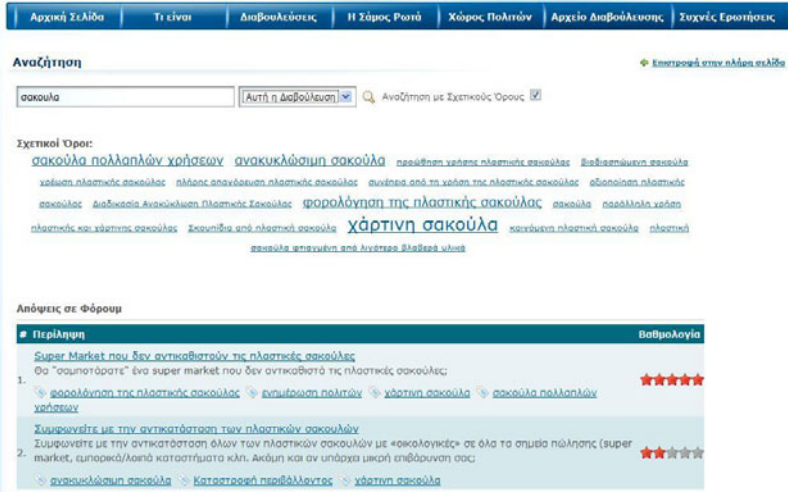 Αρχική Σελίδα Τι είναι Διαβουλεύσεις Η Σάμος Ρωτά Χώρος Πολιτών Αρχείο Διαβούλευσης Συχνές Ερωτήσεις
Αναζήτηση
Επιστροφή στην πλήρη σελίδα
σακουλα Αυτή η Διαβούλευση Αναζήτηση με Σχετικούς Όρους
Σχετικοί Όροι:
σακούλα πολλαπλών χρήσεων ανακυκλώσιμη σακούλα προώθηση χρήσης πλαστικής σακούλας βιοδιασπώμενη σακούλα
χρέωση πλαστικής σακούλας πλήρης απαγόρευση πλαστικής σακούλας συνέπεια από τη χρήση της πλαστικής σακούλας αξιοποίηση πλαστικής
σακούλας Διαδικασία Ανακύκλωση Πλαστικής Σακούλας φορολόγηση της πλαστικής σακούλας σακούλα παράλληλη χρήση
πλαστικής και χάρτινης σακούλας Σκουπίδια από πλαστική σακούλα χάρτινη σακούλα καινόμενη πλαστική σακούλα πλαστική
σακούλα φτιαγμένη από λιγότερο βλαβερά υλικά
Απόψεις σε Φόρουμ
# Περίληψη Βαθμολογία
Super Market που δεν αντικαθιστούν τις πλαστικές σακούλες
1. Θα "σαμποτάρατε" ένα super market που δεν αντικαθιστά τις πλαστικές σακούλες;
φορολόγηση της πλαστικής σακούλας ενημέρωση πολιτών χάρτινη σακούλα σακούλα πολλαπλών
χρήσεων
Συμφωνείτε με την αντικατάσταση των πλαστικών σακουλών
Συμφωνείτε με την αντικατάσταση όλων των πλαστικών σακουλών με «οικολογικές» σε όλα τα σημεία πώλησης (super
2. market, εμπορικά/λοιπά καταστήματα κλπ. Ακόμη και αν υπάρχει μικρή επιβάρυνση σας;
ανακυκλώσιμη σακούλα Καταστροφή περιβάλλοντος χάρτινη σακούλα